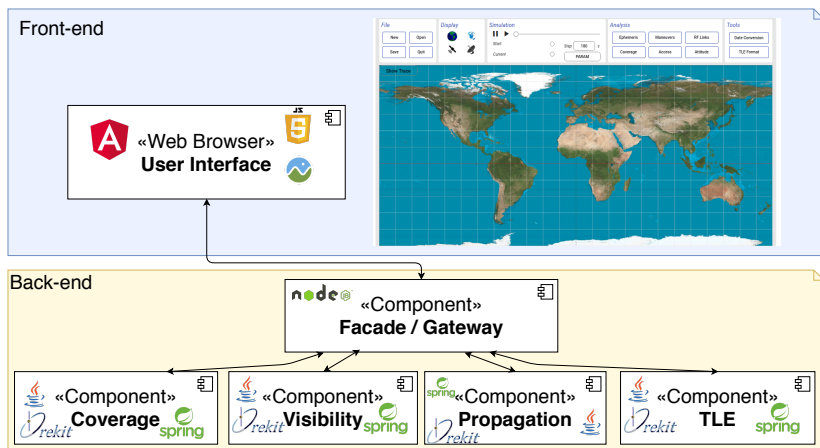 Front-end
File
Display
Simulation
Analysis
Tools
New
Open
Start
Step 180 s
Ephemeris
Maneuvers
RF Links
Date Conversion
Save
Quit
Current
PARAM
Coverage
Access
Attitude
TLE Format
Show Trace
JS
«Web Browser»
User Interface
Back-end
node JS
«Component»
Facade / Gateway
«Component»
Coverage
Orekit
spring
«Component»
Visibility
Orekit
spring
spring
«Component»
Propagation
Orekit
«Component»
TLE
Orekit
spring